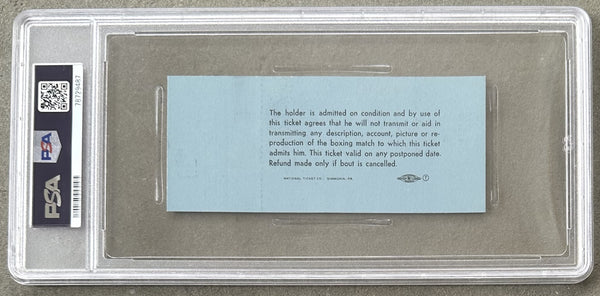 The holder is admitted on condition and by use of
this ticket agrees that he will not transmit or aid in
transmitting any description, account, picture or re-
production of the boxing match to which this ticket
admits him. This ticket valid on any postponed date.
Refund made only if bout is cancelled.
NATIONAL TICKET CO. SHAMOKIN, PA.
7
78729487
PSA
PSA